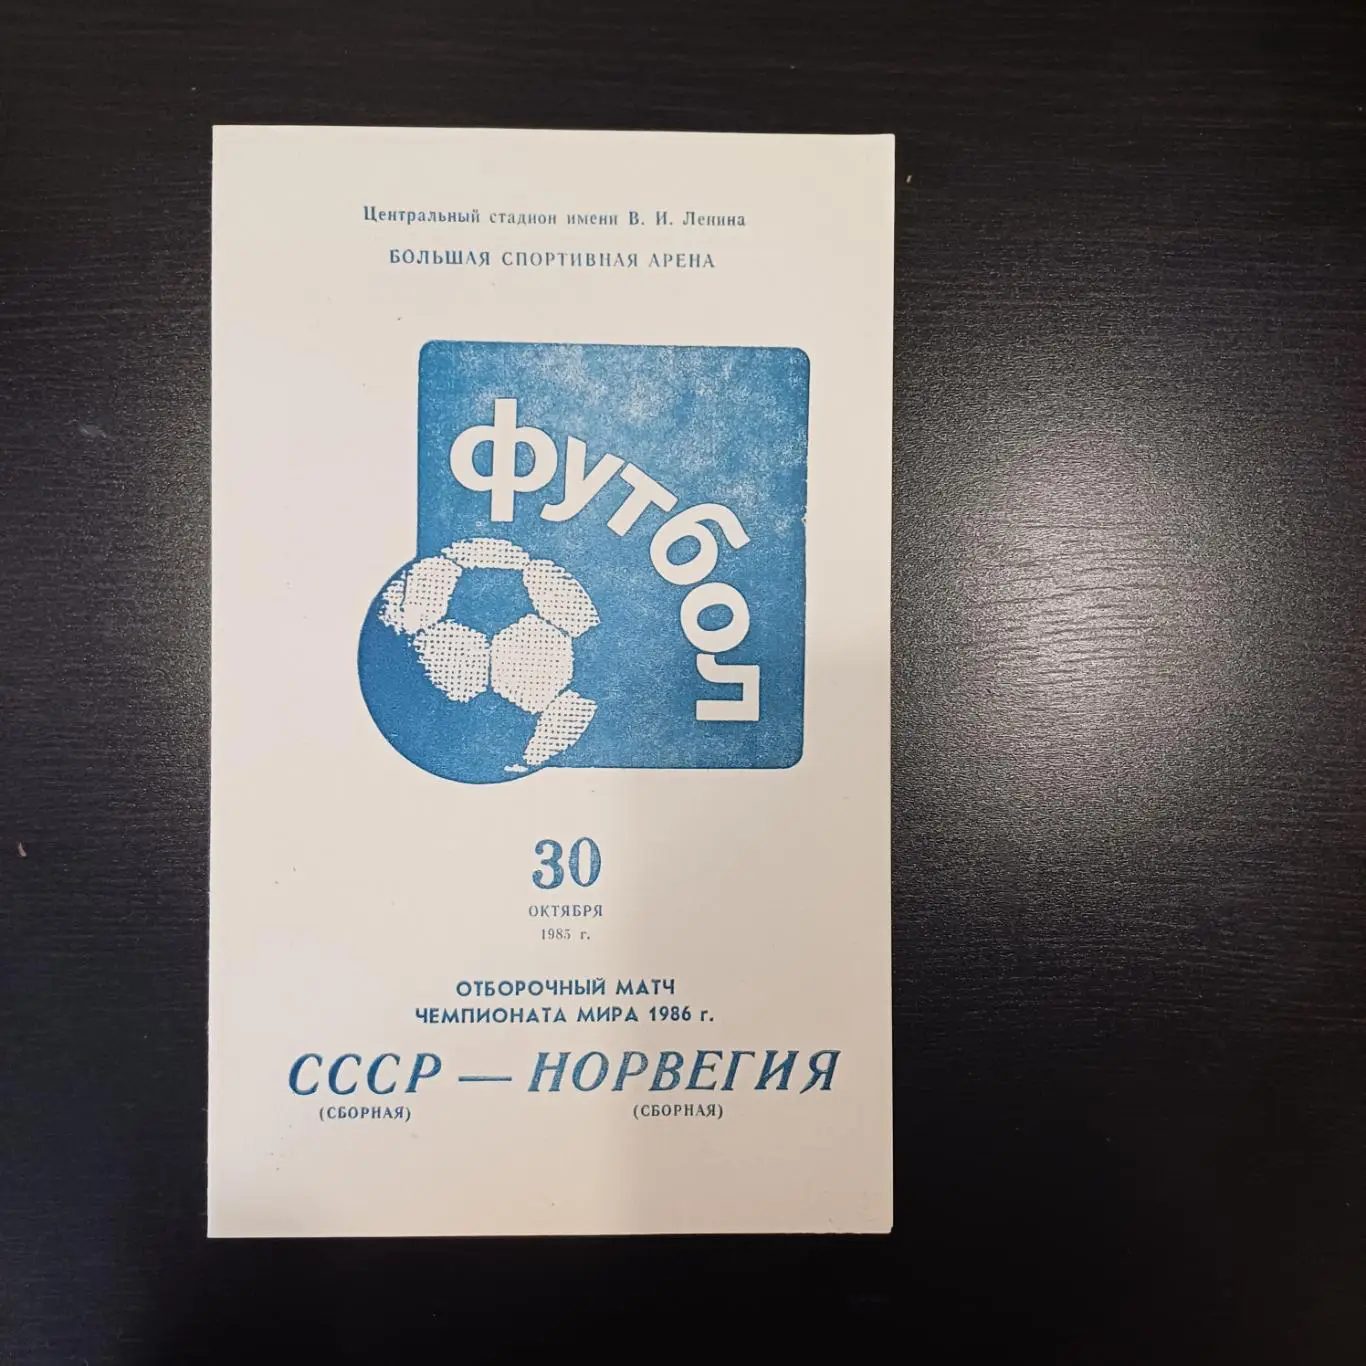 Центральный стадион имени В. И. Ленина
БОЛЬШАЯ СПОРТИВНАЯ АРЕНА
футбол
30
ОКТЯБРЯ
1985 г.
ОТБОРОЧНЫЙ МАТЧ
ЧЕМПИОНАТА МИРА 1986 г.
СССР — НОРВЕГИЯ
(СБОРНАЯ) (СБОРНАЯ)